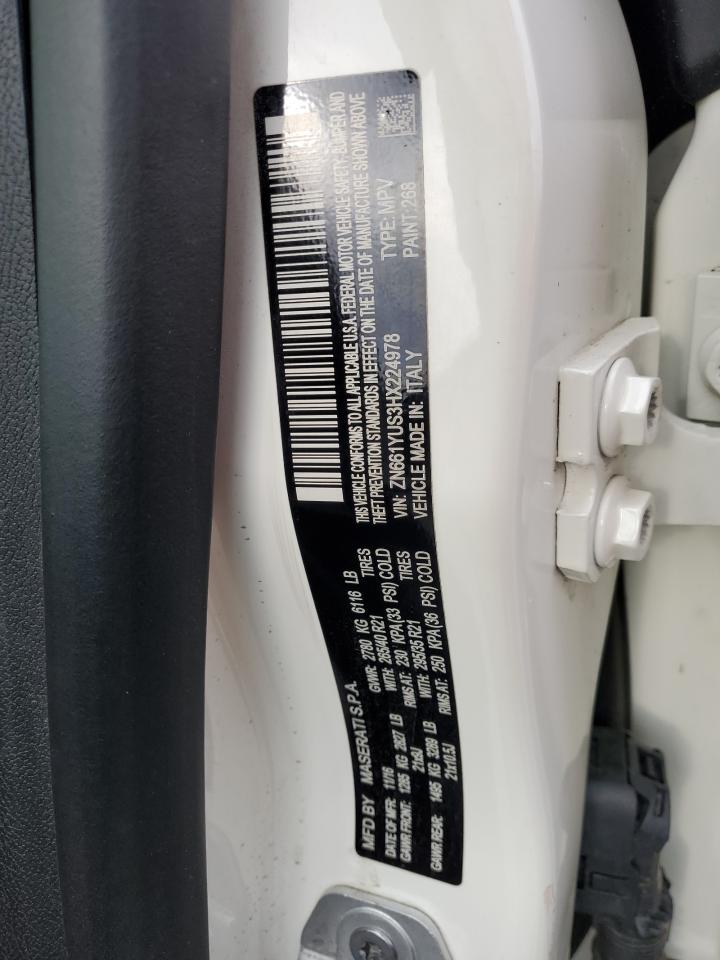 MFD BY MASERATI S.P.A.
DATE OF MFR: 11/16 GVWR: 2780 KG 6116 LB
GAWR FRONT: 1285 KG 2827 LB WITH: 265/40 R21 TIRES
21x9J RIMS AT: 230 KPA (33 PSI) COLD
GAWR REAR: 1495 KG 3289 LB WITH: 295/35 R21 TIRES
21x10.5J RIMS AT: 250 KPA (36 PSI) COLD
THIS VEHICLE CONFORMS TO ALL APPLICABLE U.S.A. FEDERAL MOTOR VEHICLE SAFETY, BUMPER AND
THEFT PREVENTION STANDARDS IN EFFECT ON THE DATE OF MANUFACTURE SHOWN ABOVE
VIN: ZN661YUS3HX224978 TYPE: MPV
VEHICLE MADE IN: ITALY PAINT:268